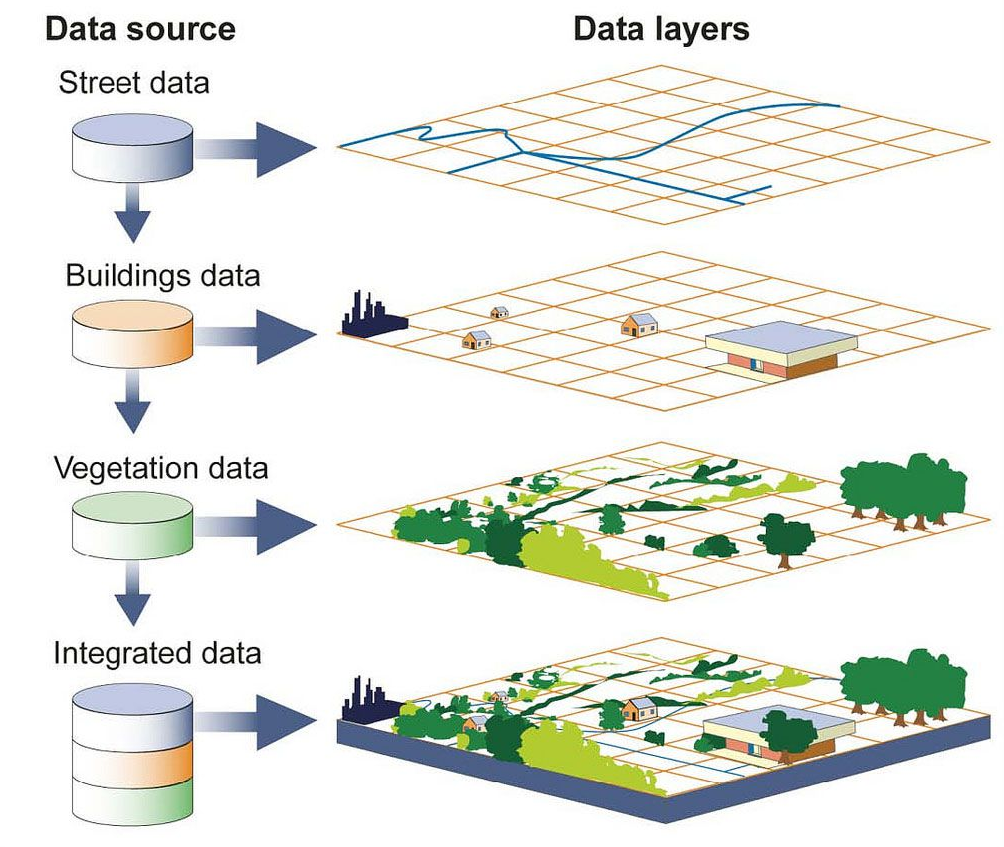 Data source
Data layers
Street data
Buildings data
Vegetation data
Integrated data